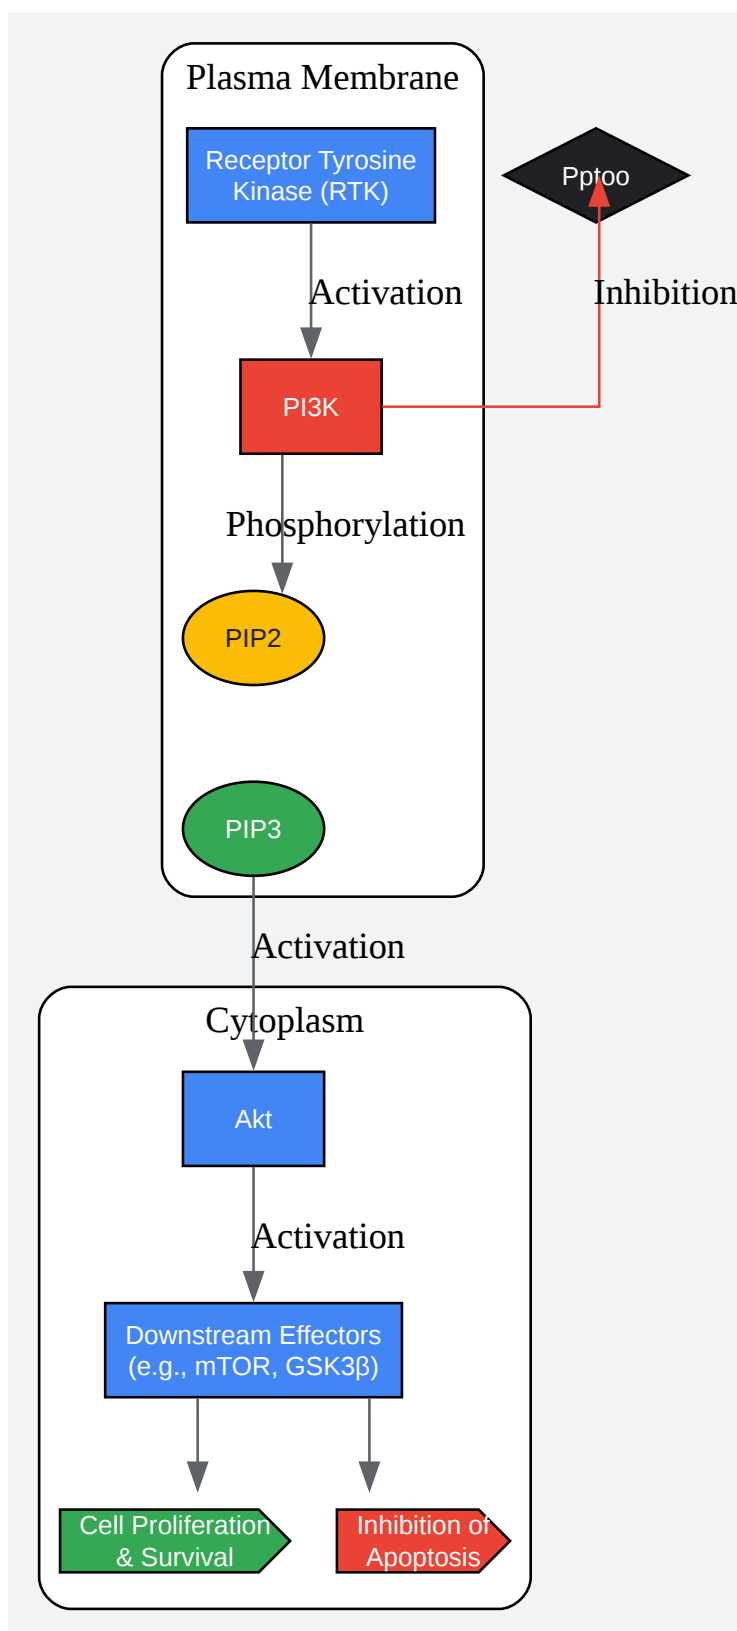 Plasma Membrane
Receptor Tyrosine
Kinase (RTK)
Pptoo
Activation
Inhibition
PI3K
Phosphorylation
PIP2
PIP3
Activation
Cytoplasm
Akt
Activation
Downstream Effectors
(e.g., mTOR, GSK3β)
Cell Proliferation
& Survival
Inhibition of
Apoptosis